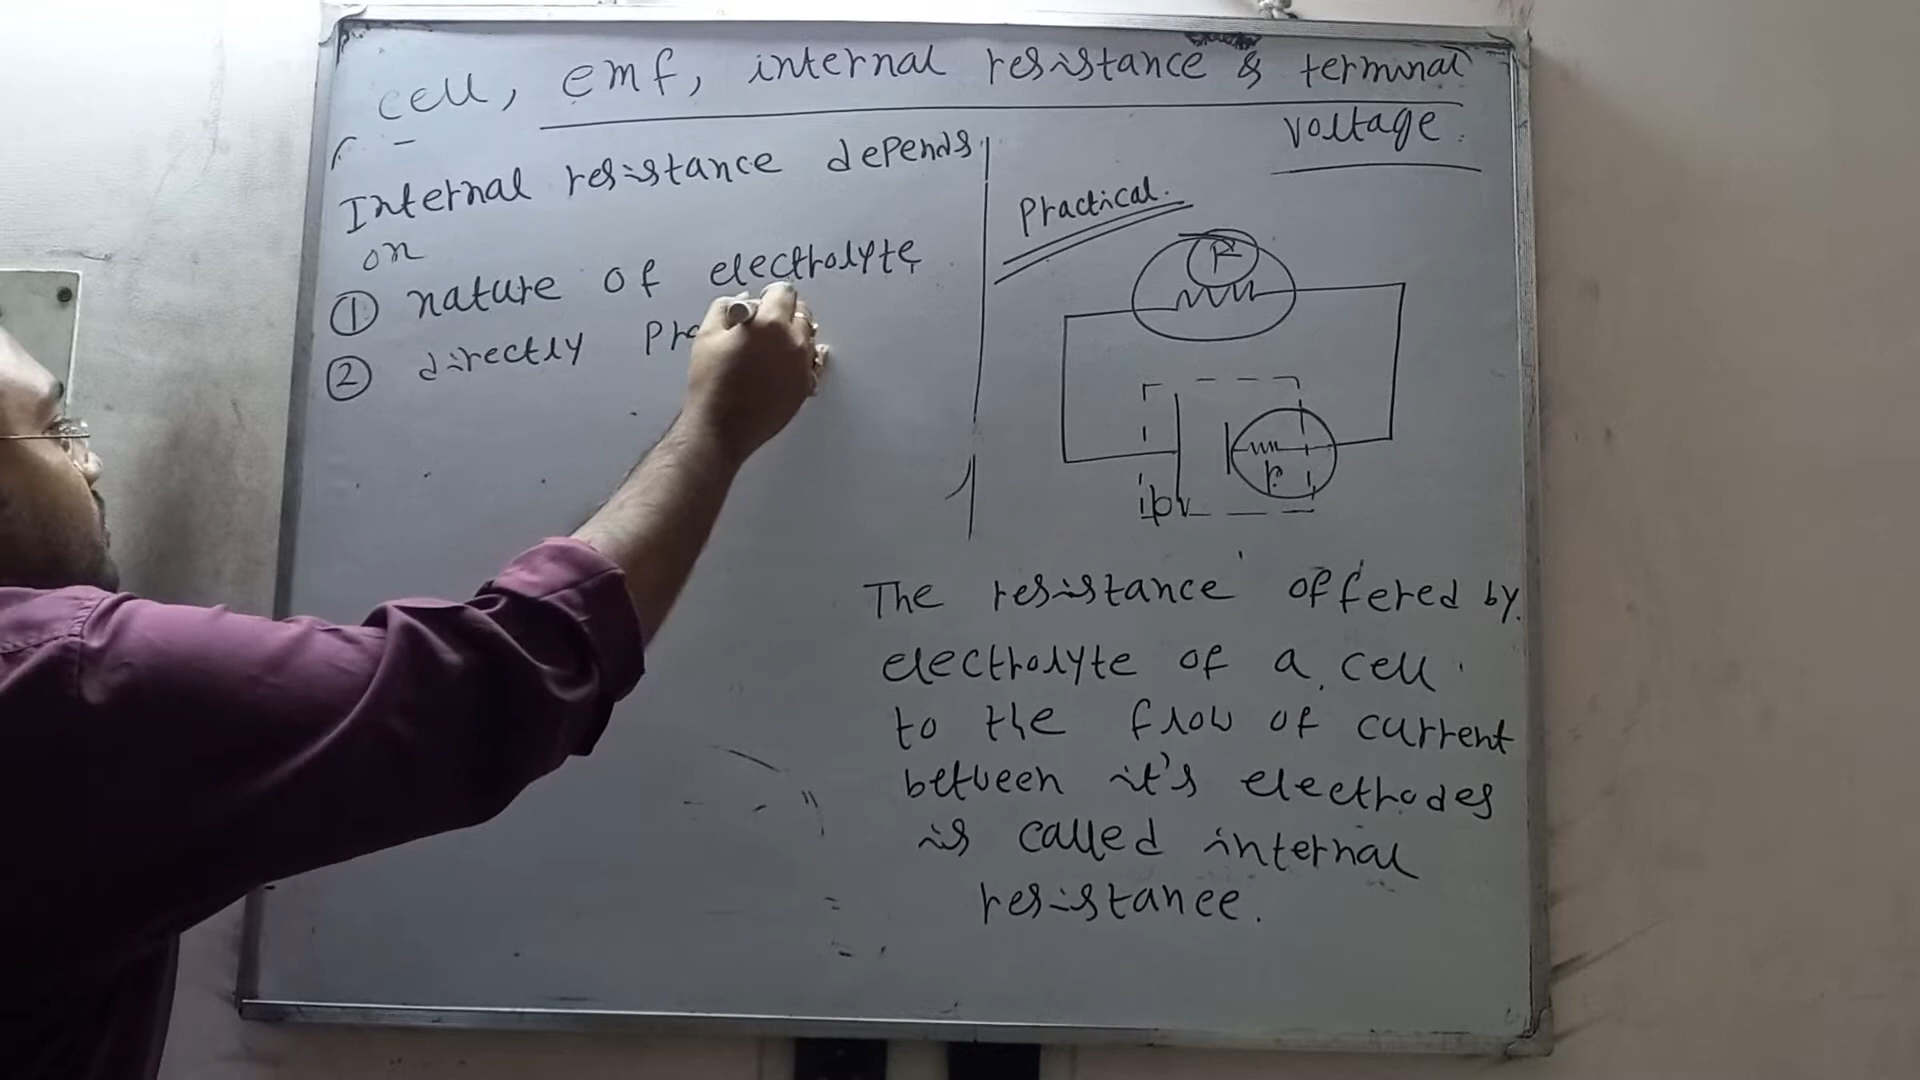 cell, emf, internal resistance & terminal
voltage.
Internal resistance depends
on
① nature of electrolyte
② directly Pro
Practical.
R
r
The resistance offered by
electrolyte of a cell
to the flow of current
between it's electrodes
is called internal
resistance.